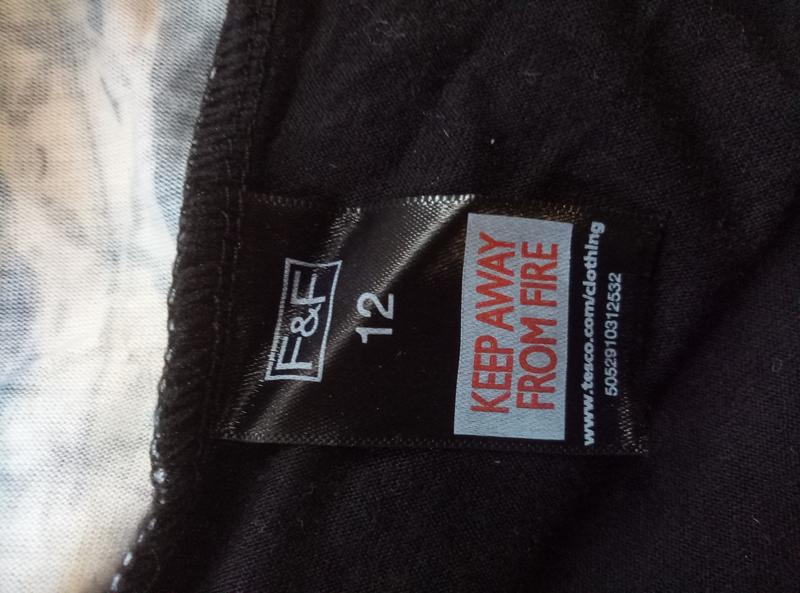 F&F
12
KEEP AWAY
FROM FIRE
www.tesco.com/clothing
5052910312532